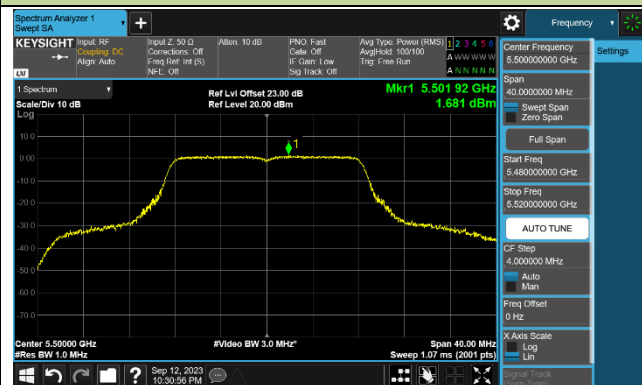 Spectrum Analyzer 1
Swept SA
Frequency
KEYSIGHT
Input: RF
Coupling: DC
Align: Auto
Input Z: 50 Ω
Corrections: Off
Freq Ref: Int (S)
NFE: Off
Atten: 10 dB
PNO: Fast
Gate: Off
IF Gain: Low
Sig Track: Off
Avg Type: Power (RMS)
Avg|Hold: 100/100
Trig: Free Run
1 2 3 4 5 6
A W W W W W
A N N N N N
LXI
1 Spectrum
Scale/Div 10 dB
Log
Ref Lvl Offset 23.00 dB
Ref Level 20.00 dBm
Mkr1 5.501 92 GHz
1.681 dBm
1
10.0
0.00
-10.0
-20.0
-30.0
-40.0
-50.0
-60.0
-70.0
Center 5.50000 GHz
#Res BW 1.0 MHz
#Video BW 3.0 MHz*
Span 40.00 MHz
Sweep 1.07 ms (2001 pts)
Sep 12, 2023
10:30:56 PM
Center Frequency
5.500000000 GHz
Span
40.0000000 MHz
Swept Span
Zero Span
Full Span
Start Freq
5.480000000 GHz
Stop Freq
5.520000000 GHz
AUTO TUNE
CF Step
4.000000 MHz
Auto
Man
Freq Offset
0 Hz
X Axis Scale
Log
Lin
Signal Track
(Span Zoom)
Settings